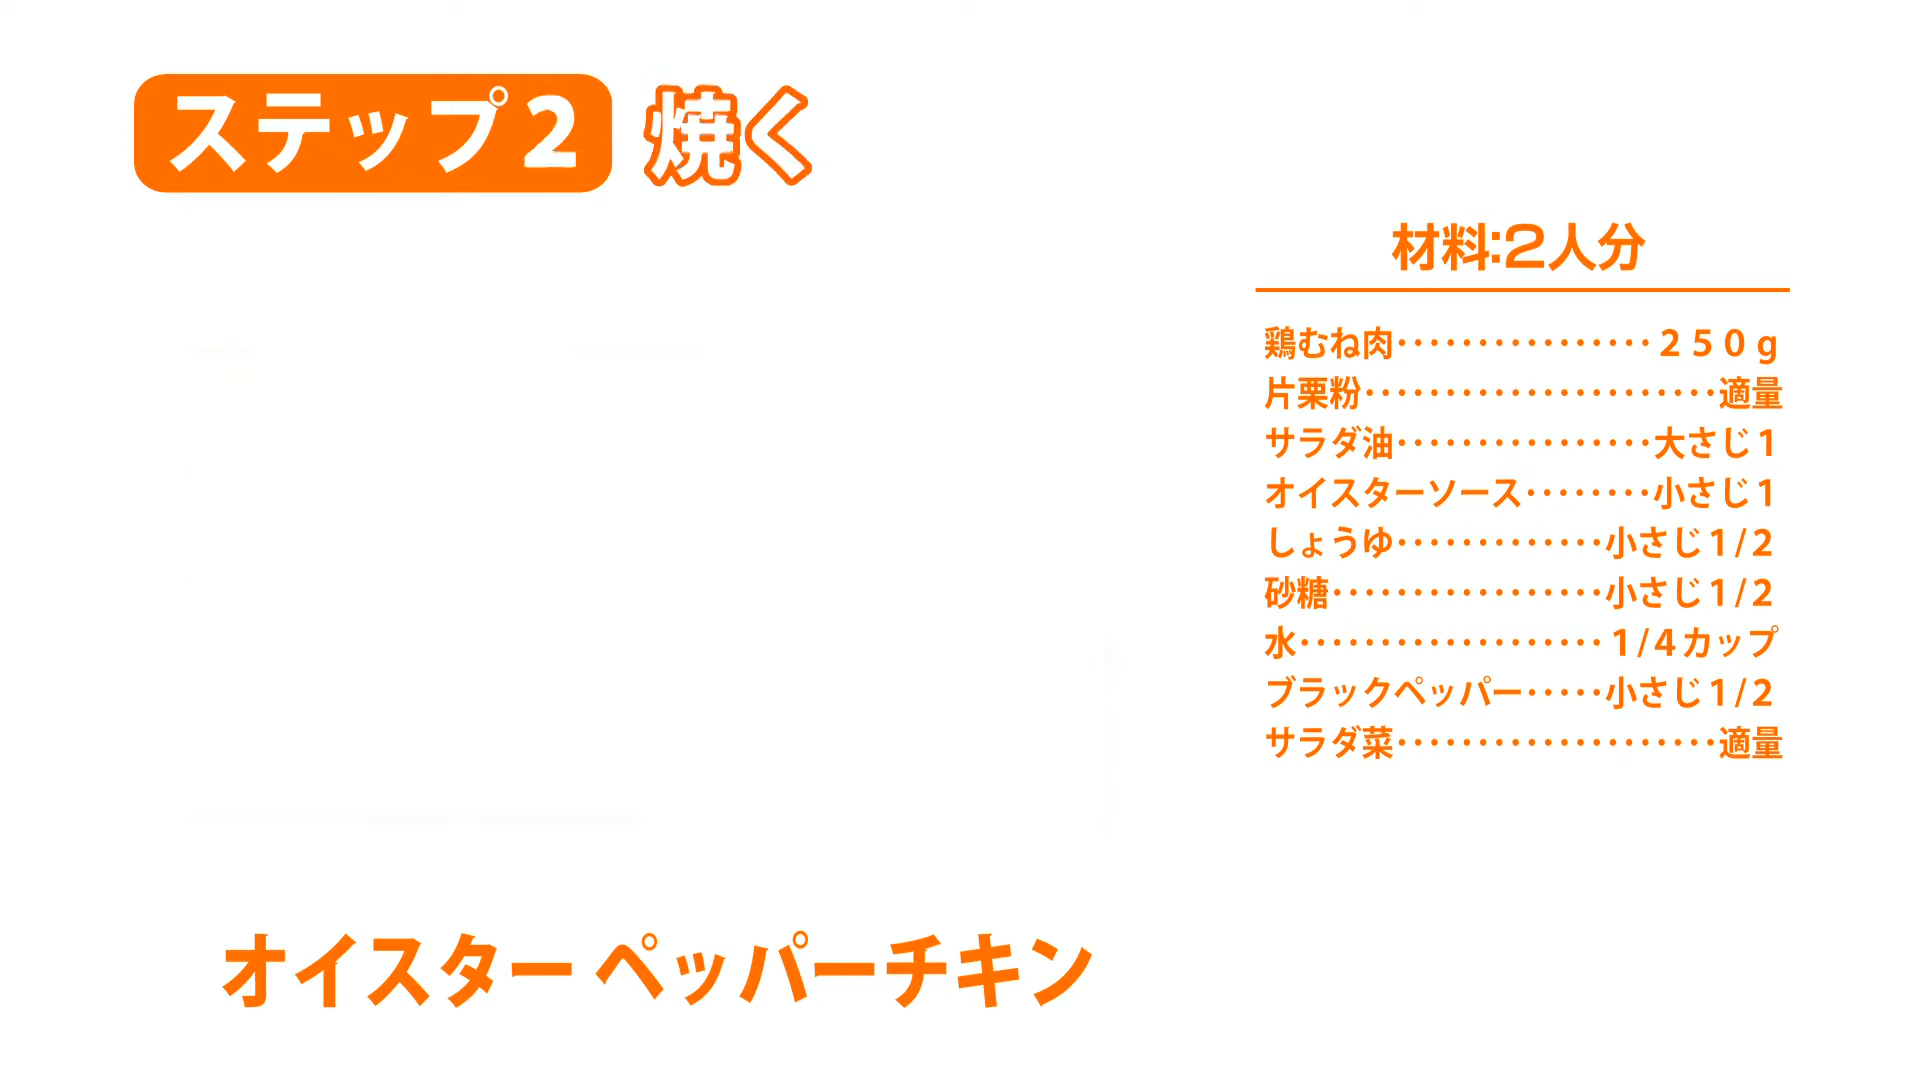 ステップ2 焼く
材料:2人分
鶏むね肉················250g
片栗粉······················適量
サラダ油················大さじ1
オイスターソース········小さじ1
しょうゆ·············小さじ1/2
砂糖·················小さじ1/2
水···················1/4カップ
ブラックペッパー·····小さじ1/2
サラダ菜····················適量
オイスター ペッパーチキン